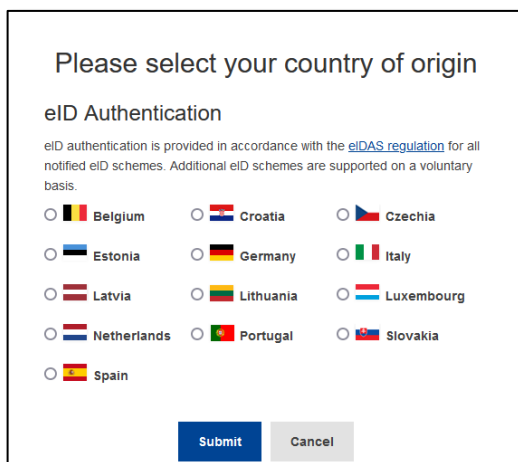 Please select your country of origin
eID Authentication
eID authentication is provided in accordance with the eIDAS regulation for all
notified eID schemes. Additional eID schemes are supported on a voluntary
basis.
Belgium Croatia Czechia
Estonia Germany Italy
Latvia Lithuania Luxembourg
Netherlands Portugal Slovakia
Spain
Submit Cancel